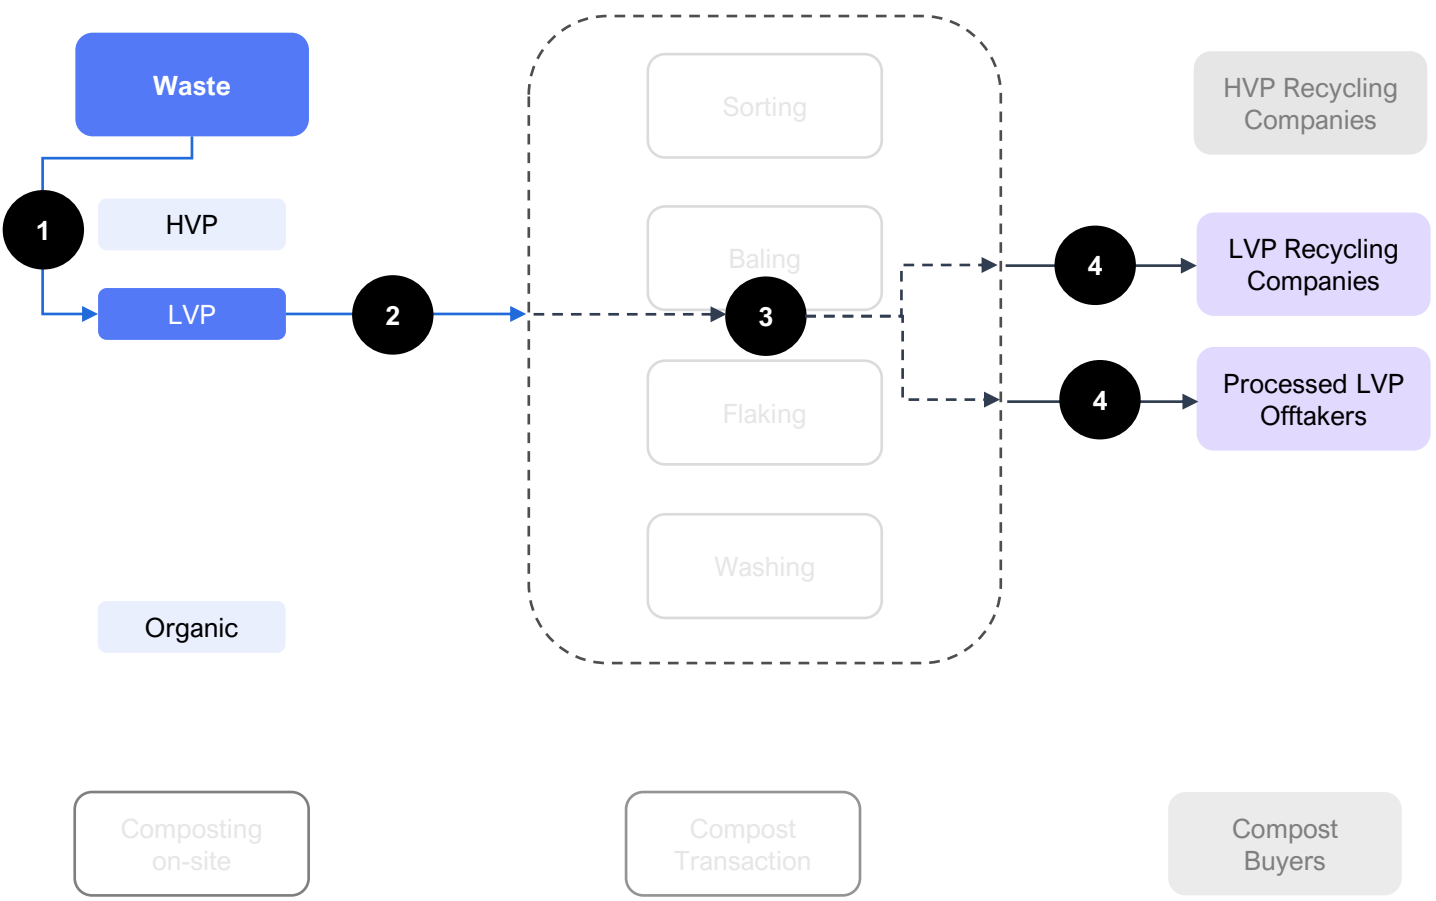 Waste
1
HVP
LVP
2
Organic
Sorting
Baling
3
Flaking
Washing
HVP Recycling
Companies
4
LVP Recycling
Companies
4
Processed LVP
Offtakers
Composting
on-site
Compost
Transaction
Compost
Buyers